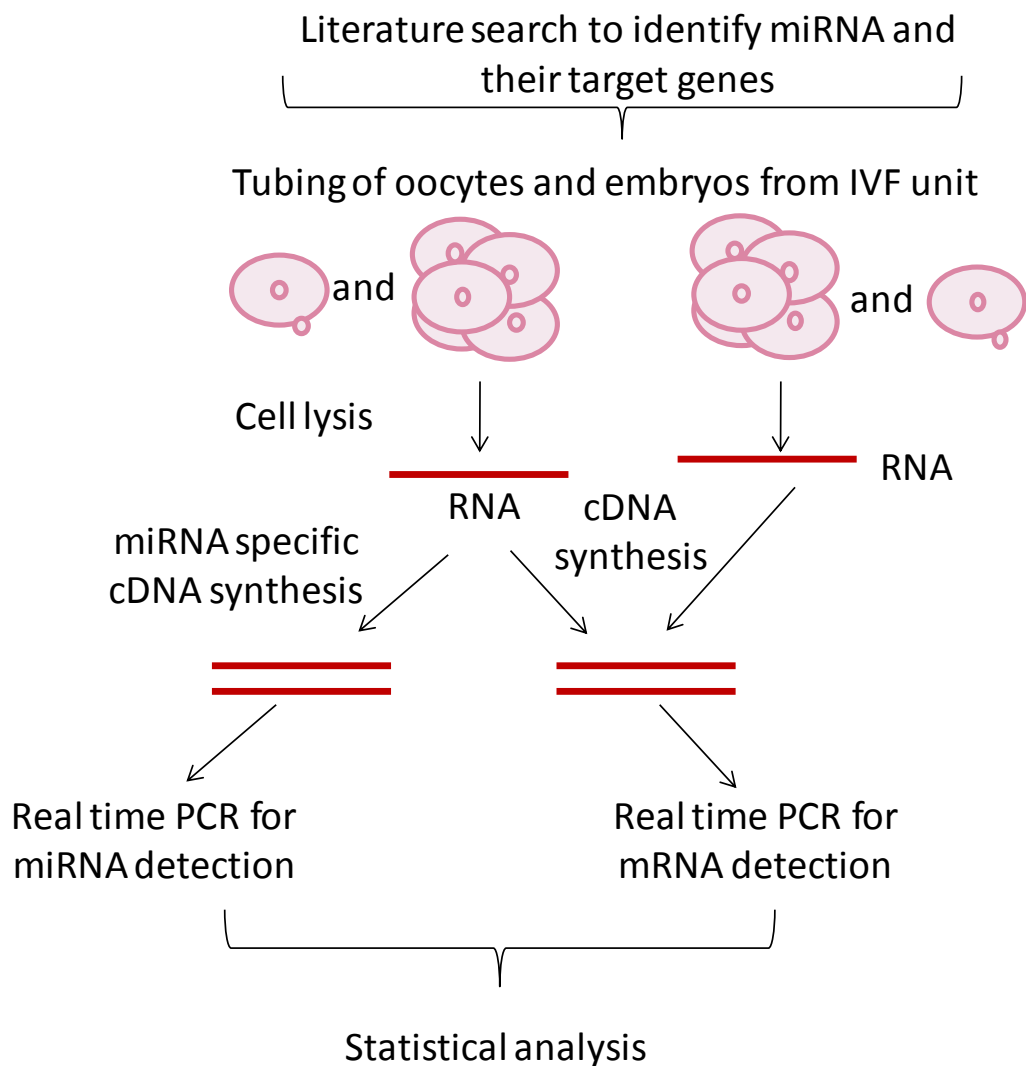 Literature search to identify miRNA and
their target genes
Tubing of oocytes and embryos from IVF unit
and
and
Cell lysis
RNA
RNA
cDNA
synthesis
miRNA specific
cDNA synthesis
Real time PCR for
miRNA detection
Real time PCR for
mRNA detection
Statistical analysis